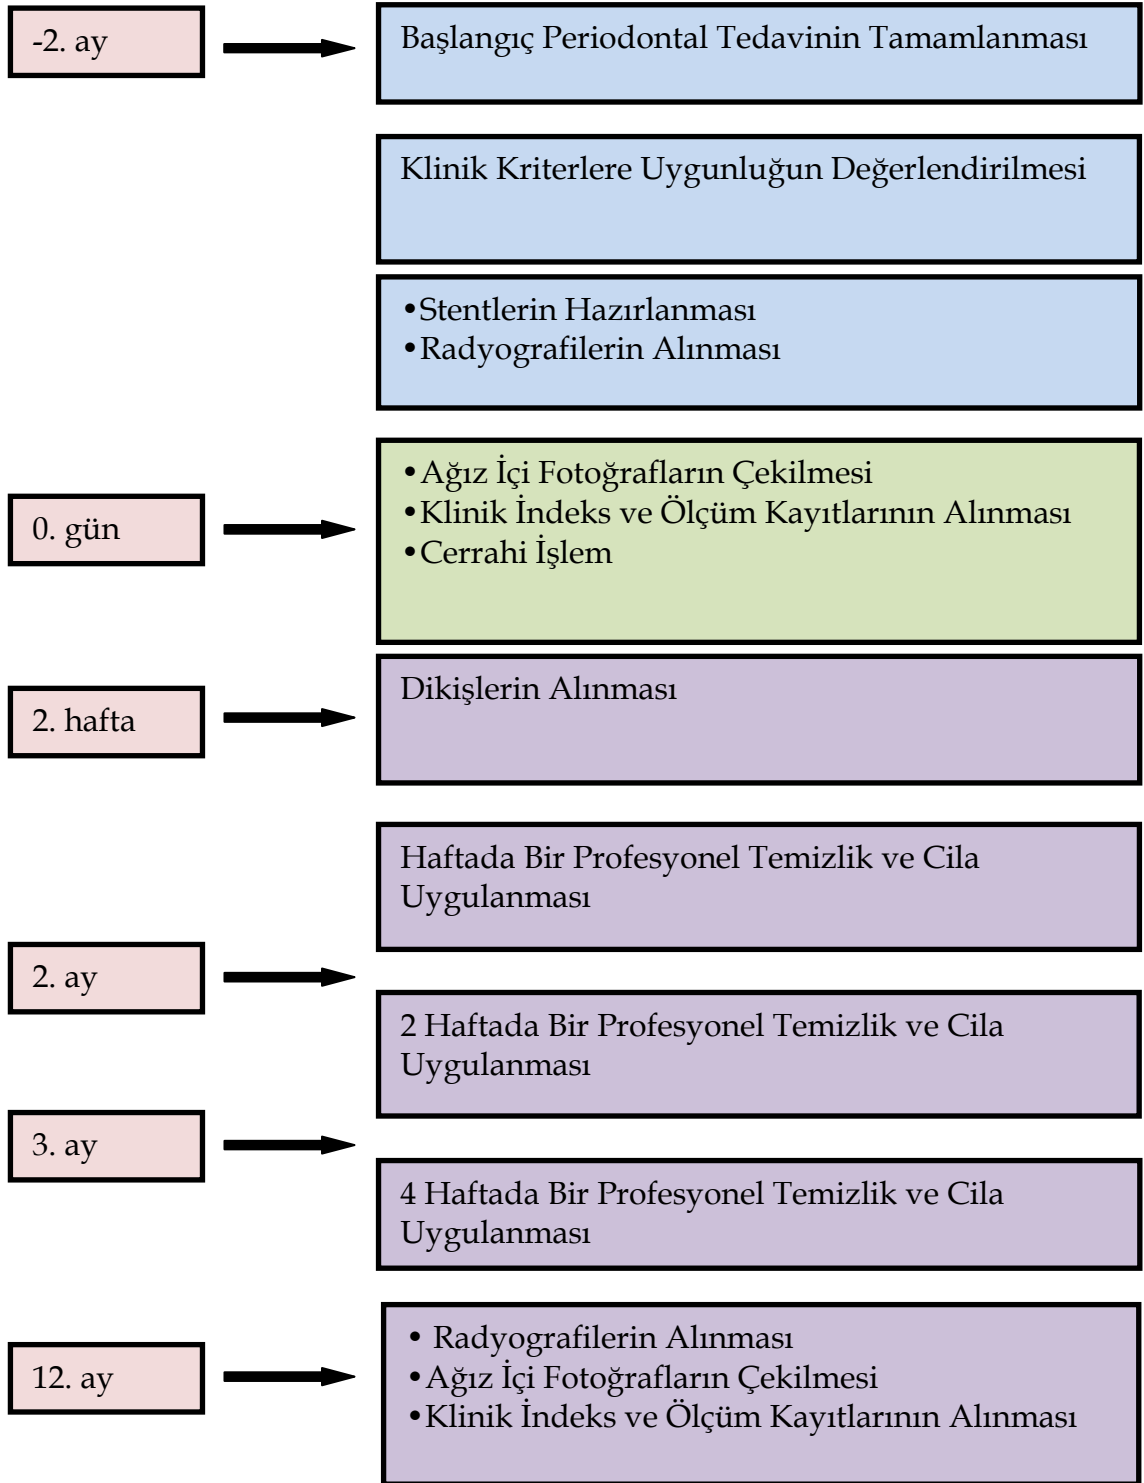 -2. ay
Başlangıç Periodontal Tedavinin Tamamlanması
Klinik Kriterlere Uygunluğun Değerlendirilmesi
•Stentlerin Hazırlanması
•Radyografilerin Alınması
0. gün
•Ağız İçi Fotoğrafların Çekilmesi
•Klinik İndeks ve Ölçüm Kayıtlarının Alınması
•Cerrahi İşlem
2. hafta
Dikişlerin Alınması
Haftada Bir Profesyonel Temizlik ve Cila
Uygulanması
2. ay
2 Haftada Bir Profesyonel Temizlik ve Cila
Uygulanması
3. ay
4 Haftada Bir Profesyonel Temizlik ve Cila
Uygulanması
12. ay
• Radyografilerin Alınması
•Ağız İçi Fotoğrafların Çekilmesi
•Klinik İndeks ve Ölçüm Kayıtlarının Alınması